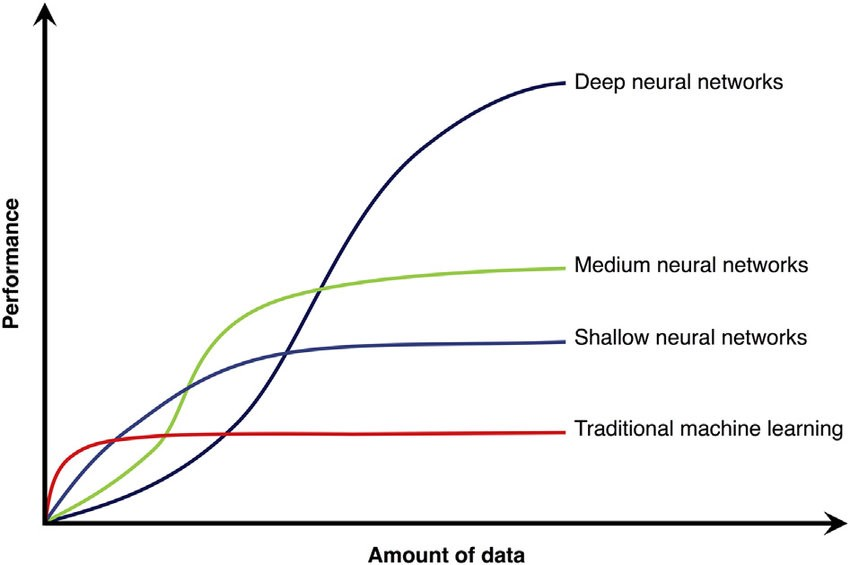 Deep neural networks
Medium neural networks
Shallow neural networks
Traditional machine learning
Performance
Amount of data